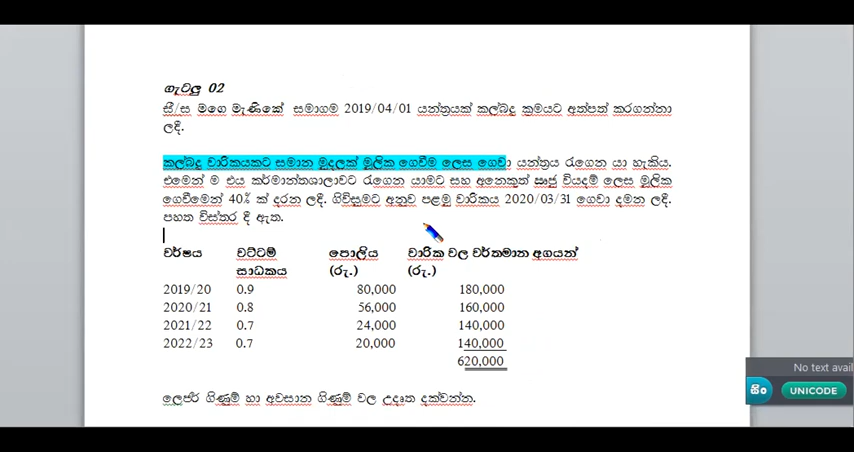 ගැටලු 02
සී/ස මගෙ මැණිකේ සමාගම 2019/04/01 යන්ත්‍රයක් කල්බදු ක්‍රමයට අත්පත් කරගන්නා
ලදී.
කල්බදු වාරිකයකට සමාන මුදලක් මූලික ගෙවීම ලෙස ගෙවා යන්ත්‍රය රැගෙන යා හැකිය.
එමෙන් ම එය කර්මාන්තශාලාවට රැගෙන යාමට සහ අනෙකුත් සෘජු වියදම් ලෙස මූලික
ගෙවීමෙන් 40% ක් දරන ලදී. ගිවිසුමට අනුව පළමු වාරිකය 2020/03/31 ගෙවා දමන ලදී.
පහත විස්තර දී ඇත.
වර්ෂය වට්ටම් පොලිය වාරික වල වර්තමාන අගයන්
සාධකය (රු.) (රු.)
2019/20 0.9 80,000 180,000
2020/21 0.8 56,000 160,000
2021/22 0.7 24,000 140,000
2022/23 0.7 20,000 140,000
620,000
ලෙජර් ගිණුම් හා අවසාන ගිණුම් වල උදෘත දක්වන්න.
No text avail
සිං UNICODE